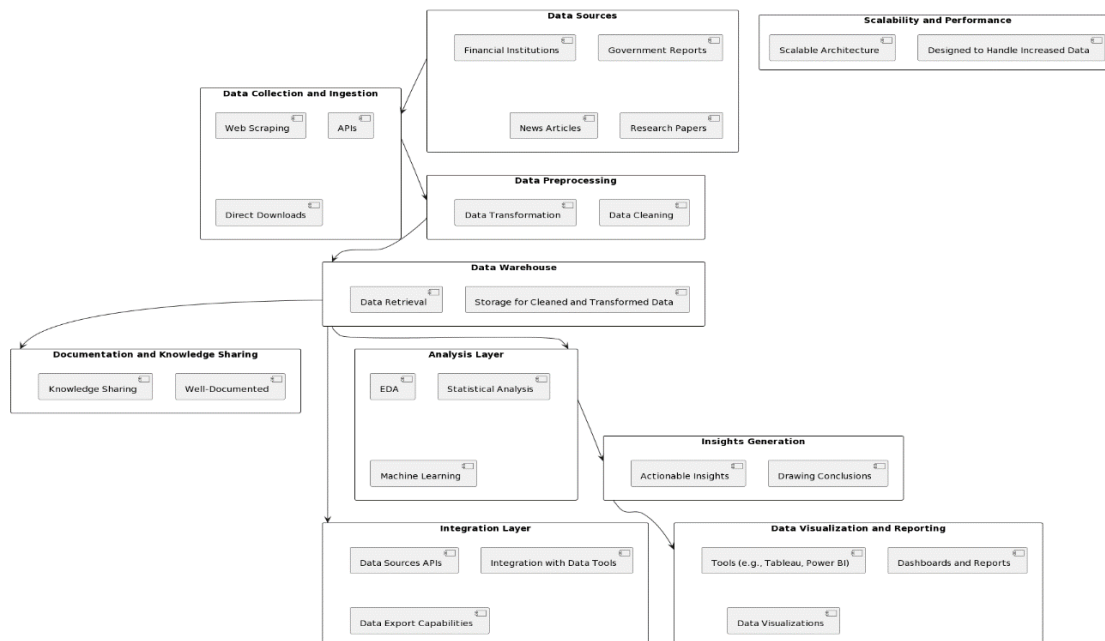 Data Sources
Financial Institutions
Government Reports
News Articles
Research Papers
Scalability and Performance
Scalable Architecture
Designed to Handle Increased Data
Data Collection and Ingestion
Web Scraping
APIs
Direct Downloads
Data Preprocessing
Data Transformation
Data Cleaning
Data Warehouse
Data Retrieval
Storage for Cleaned and Transformed Data
Documentation and Knowledge Sharing
Knowledge Sharing
Well-Documented
Analysis Layer
EDA
Statistical Analysis
Machine Learning
Insights Generation
Actionable Insights
Drawing Conclusions
Integration Layer
Data Sources APIs
Integration with Data Tools
Data Export Capabilities
Data Visualization and Reporting
Tools (e.g., Tableau, Power BI)
Dashboards and Reports
Data Visualizations